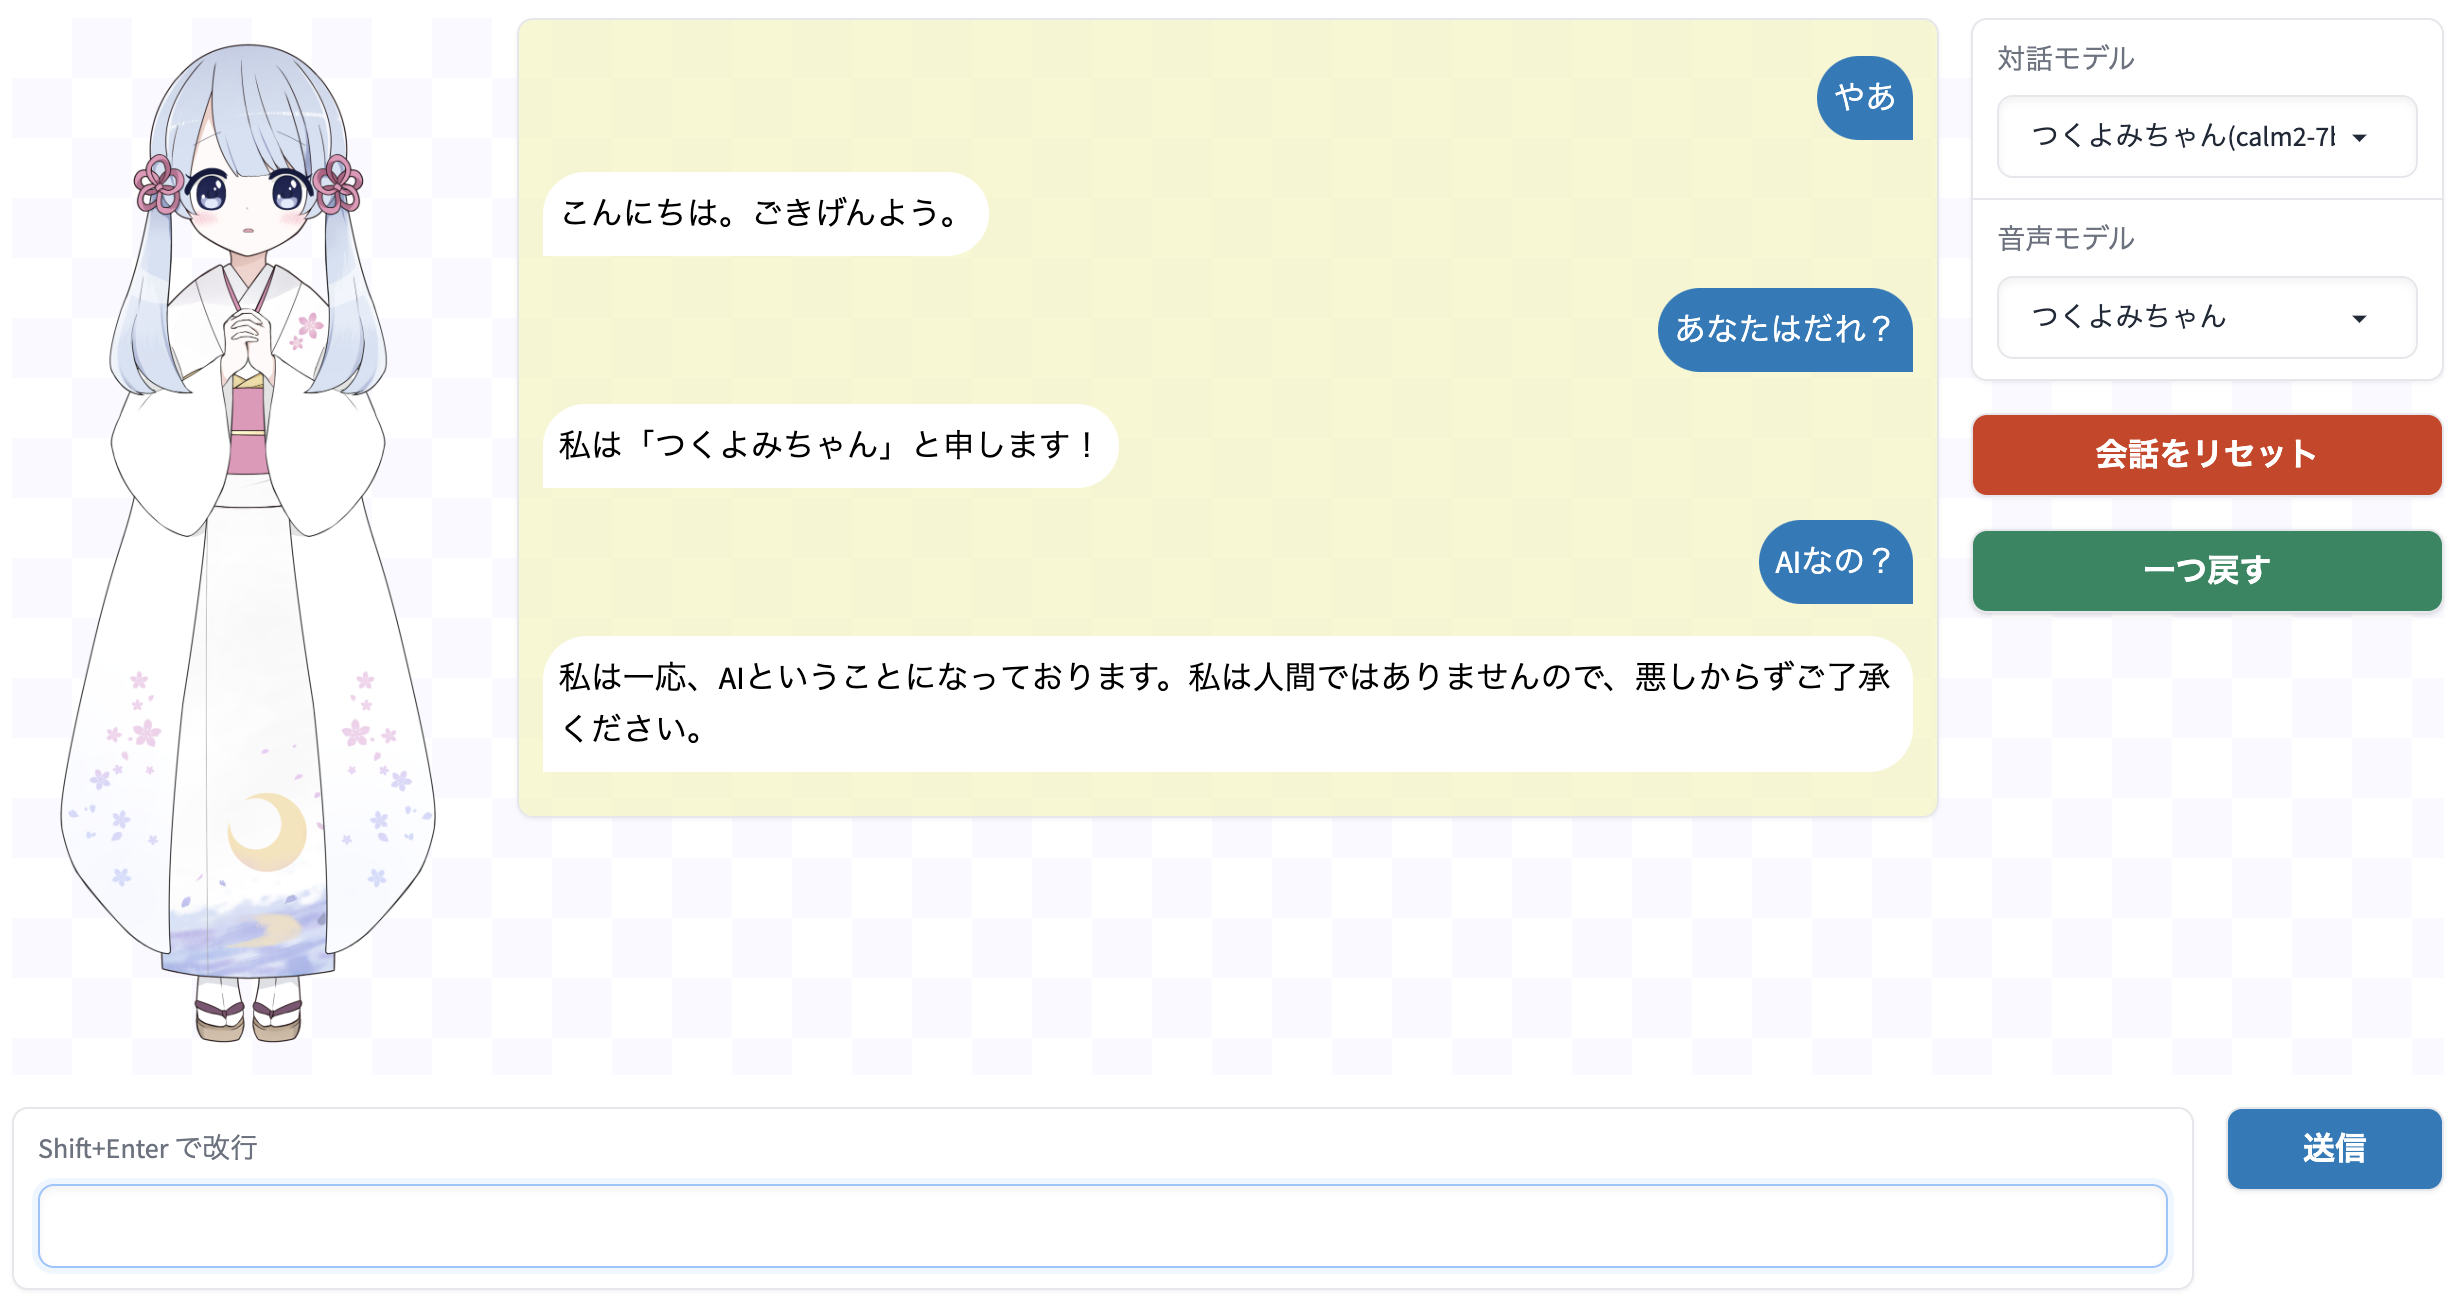 やあ
こんにちは。ごきげんよう。
あなたはだれ？
私は「つくよみちゃん」と申します！
AIなの？
私は一応、AIということになっております。私は人間ではありませんので、悪しからずご了承
ください。
対話モデル
つくよみちゃん(calm2-7b
音声モデル
つくよみちゃん
会話をリセット
一つ戻す
Shift+Enter で改行
送信